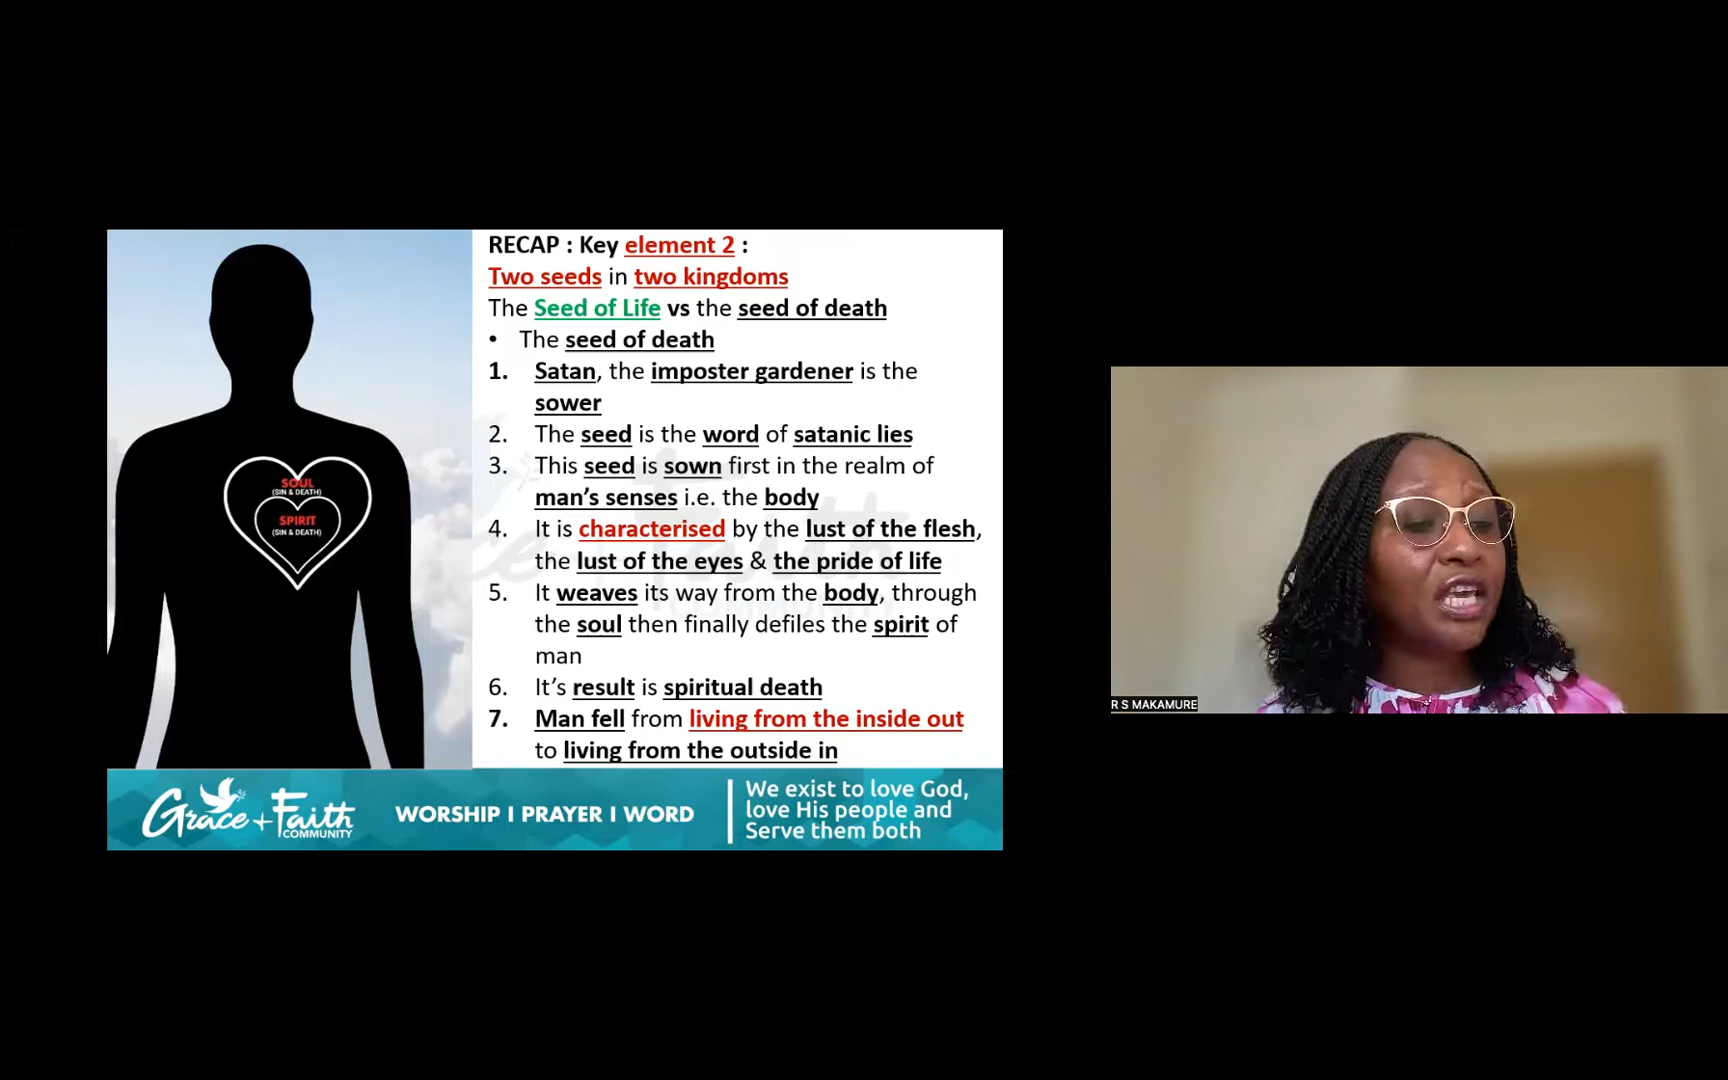 RECAP : Key element 2 :
Two seeds in two kingdoms
The Seed of Life vs the seed of death
• The seed of death
1. Satan, the imposter gardener is the
sower
2. The seed is the word of satanic lies
3. This seed is sown first in the realm of
man's senses i.e. the body
4. It is characterised by the lust of the flesh,
the lust of the eyes & the pride of life
5. It weaves its way from the body, through
the soul then finally defiles the spirit of
man
6. It's result is spiritual death
7. Man fell from living from the inside out
to living from the outside in
SOUL
(SIN & DEATH)
SPIRIT
(SIN & DEATH)
Grace + Faith
COMMUNITY
WORSHIP I PRAYER I WORD
We exist to love God,
love His people and
Serve them both
R S MAKAMURE